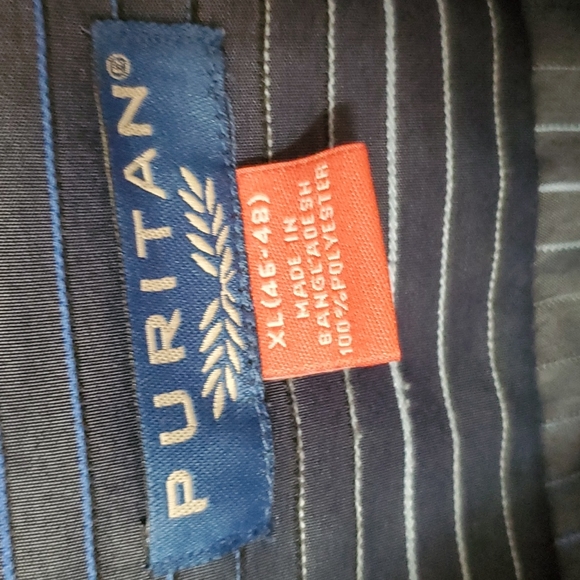 PURITAN®
XL(46-48)
MADE IN
BANGLADESH
100%POLYESTER